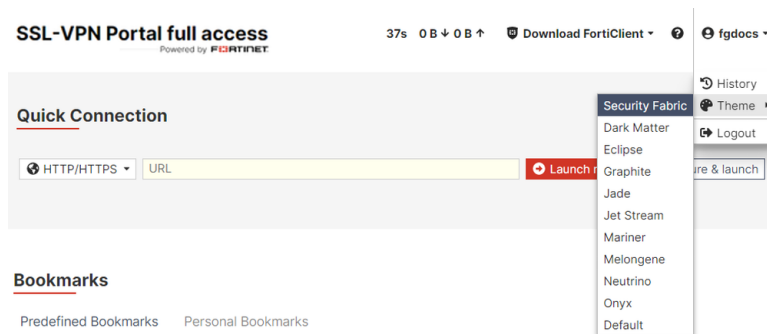 SSL-VPN Portal full access
Powered by FORTINET
37s 0 B 0 B Download FortiClient fgdocs
History
Theme
Logout
Security Fabric
Dark Matter
Eclipse
Graphite
Jade
Jet Stream
Mariner
Melongene
Neutrino
Onyx
Default
Quick Connection
HTTP/HTTPS URL Launch & launch
Bookmarks
Predefined Bookmarks Personal Bookmarks